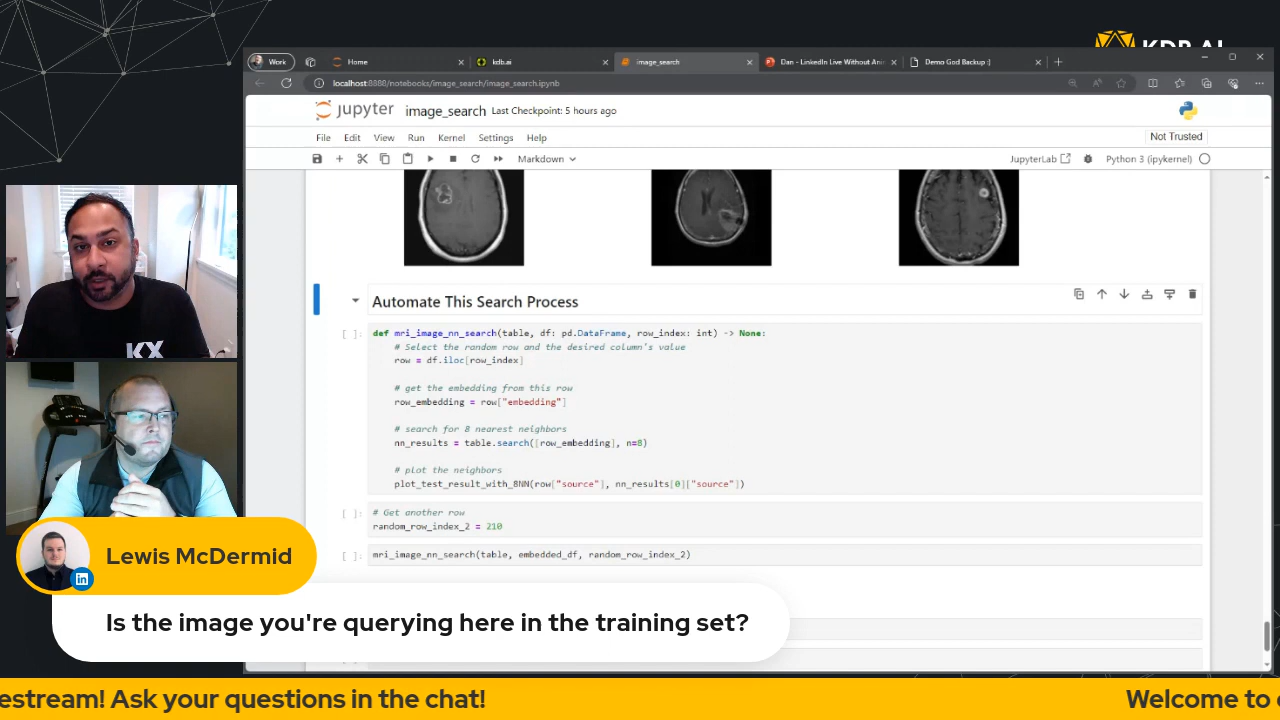 KDB.AI
Work
Home
kdb.ai
image_search
Dan - LinkedIn Live Without Ani
Demo God Backup :)
localhost:8888/notebooks/image_search/image_search.ipynb
jupyter image_search Last Checkpoint: 5 hours ago
File Edit View Run Kernel Settings Help
Not Trusted
Markdown
JupyterLab
Python 3 (ipykernel)
Automate This Search Process
[ ]:
def mri_image_nn_search(table, df: pd.DataFrame, row_index: int) -> None:
# Select the random row and the desired column's value
row = df.iloc[row_index]
# get the embedding from this row
row_embedding = row["embedding"]
# search for 8 nearest neighbors
nn_results = table.search([row_embedding], n=8)
# plot the neighbors
plot_test_result_with_8NN(row["source"], nn_results[0]["source"])
[ ]:
# Get another row
random_row_index_2 = 210
[ ]:
mri_image_nn_search(table, embedded_df, random_row_index_2)
KX
in
Lewis McDermid
Is the image you're querying here in the training set?
estream! Ask your questions in the chat!
Welcome to